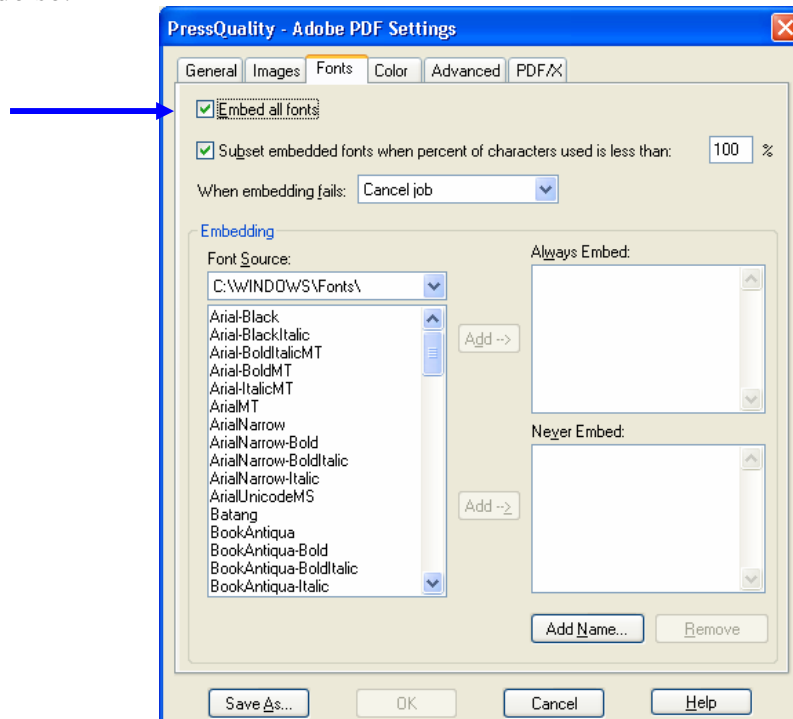 PressQuality - Adobe PDF Settings
General Images Fonts Color Advanced PDF/X
Embed all fonts
Subset embedded fonts when percent of characters used is less than: 100 %
When embedding fails: Cancel job
Embedding
Font Source:
C:\WINDOWS\Fonts\
Arial-Black
Arial-BlackItalic
Arial-BoldItalicMT
Arial-BoldMT
Arial-ItalicMT
ArialMT
ArialNarrow
ArialNarrow-Bold
ArialNarrow-BoldItalic
ArialNarrow-Italic
ArialUnicodeMS
Batang
BookAntiqua
BookAntiqua-Bold
BookAntiqua-BoldItalic
BookAntiqua-Italic
Add -->
Add -->
Always Embed:
Never Embed:
Add Name... Remove
Save As... OK Cancel Help